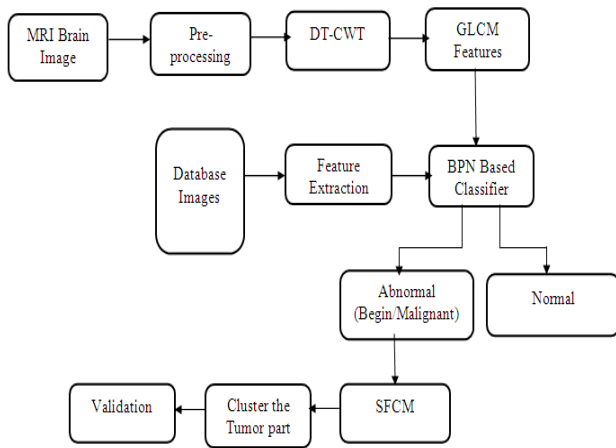 MRI Brain
Image
Pre-
processing
DT-CWT
GLCM
Features
Database
Images
Feature
Extraction
BPN Based
Classifier
Abnormal
(Begin/Malignant)
Normal
Validation
Cluster the
Tumor part
SFCM